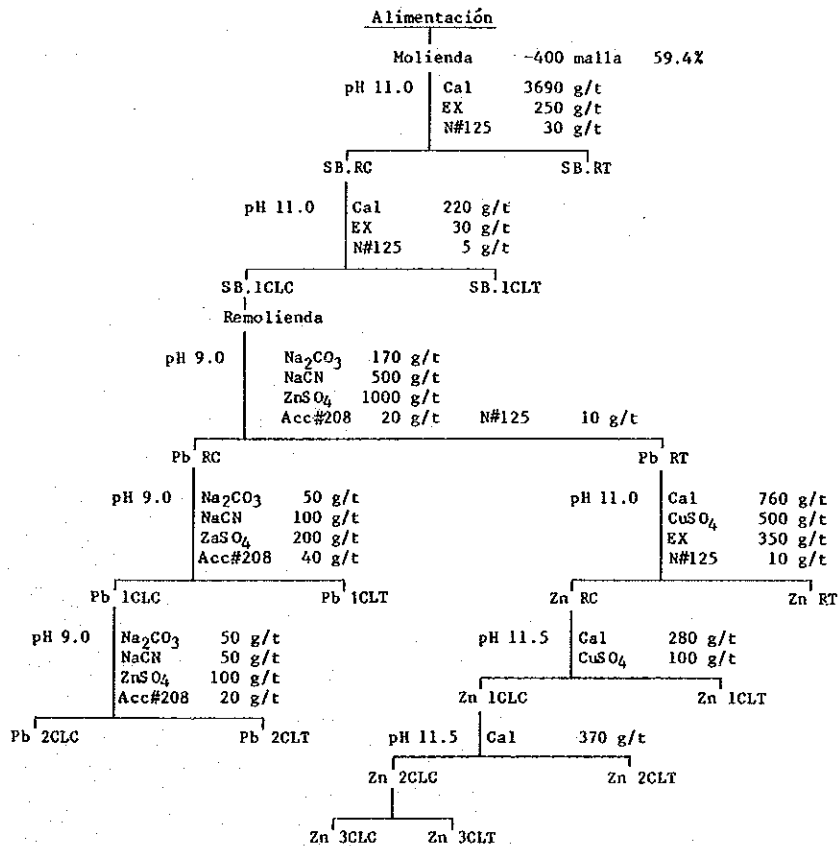 Alimentación
Molienda -400 malla 59.4%
pH 11.0 Cal 3690 g/t
EX 250 g/t
N#125 30 g/t
SB.RC SB.RT
pH 11.0 Cal 220 g/t
EX 30 g/t
N#125 5 g/t
SB.1CLC SB.1CLT
Remolienda
pH 9.0 Na₂CO₃ 170 g/t
NaCN 500 g/t
ZnSO₄ 1000 g/t
Acc#208 20 g/t N#125 10 g/t
Pb RC Pb RT
pH 9.0 Na₂CO₃ 50 g/t
NaCN 100 g/t
ZaSO₄ 200 g/t
Acc#208 40 g/t
pH 11.0 Cal 760 g/t
CuSO₄ 500 g/t
EX 350 g/t
N#125 10 g/t
Pb 1CLC Pb 1CLT Zn RC Zn RT
pH 9.0 Na₂CO₃ 50 g/t
NaCN 50 g/t
ZnSO₄ 100 g/t
Acc#208 20 g/t
pH 11.5 Cal 280 g/t
CuSO₄ 100 g/t
Zn 1CLC Zn 1CLT
Pb 2CLC Pb 2CLT
pH 11.5 Cal 370 g/t
Zn 2CLC Zn 2CLT
Zn 3CLC Zn 3CLT